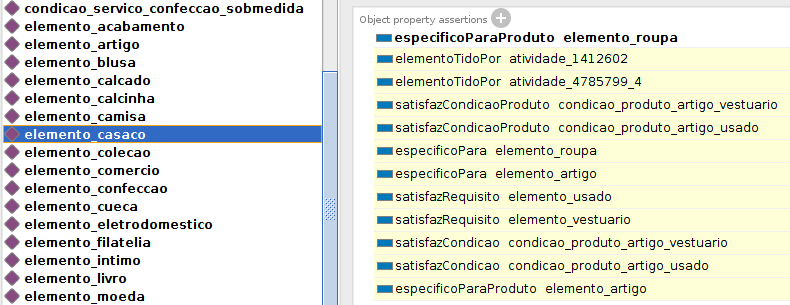 condicao_servico_confeccao_sobmedida
elemento_acabamento
elemento_artigo
elemento_blusa
elemento_calcado
elemento_calcinha
elemento_camisa
elemento_casaco
elemento_colecao
elemento_comercio
elemento_confeccao
elemento_cueca
elemento_eletrodomestico
elemento_filatelia
elemento_intimo
elemento_livro
elemento_moeda
Object property assertions
especificoParaProduto elemento_roupa
elementoTidoPor atividade_1412602
elementoTidoPor atividade_4785799_4
satisfazCondicaoProduto condicao_produto_artigo_vestuario
satisfazCondicaoProduto condicao_produto_artigo_usado
especificoPara elemento_roupa
especificoPara elemento_artigo
satisfazRequisito elemento_usado
satisfazRequisito elemento_vestuario
satisfazCondicao condicao_produto_artigo_vestuario
satisfazCondicao condicao_produto_artigo_usado
especificoParaProduto elemento_artigo